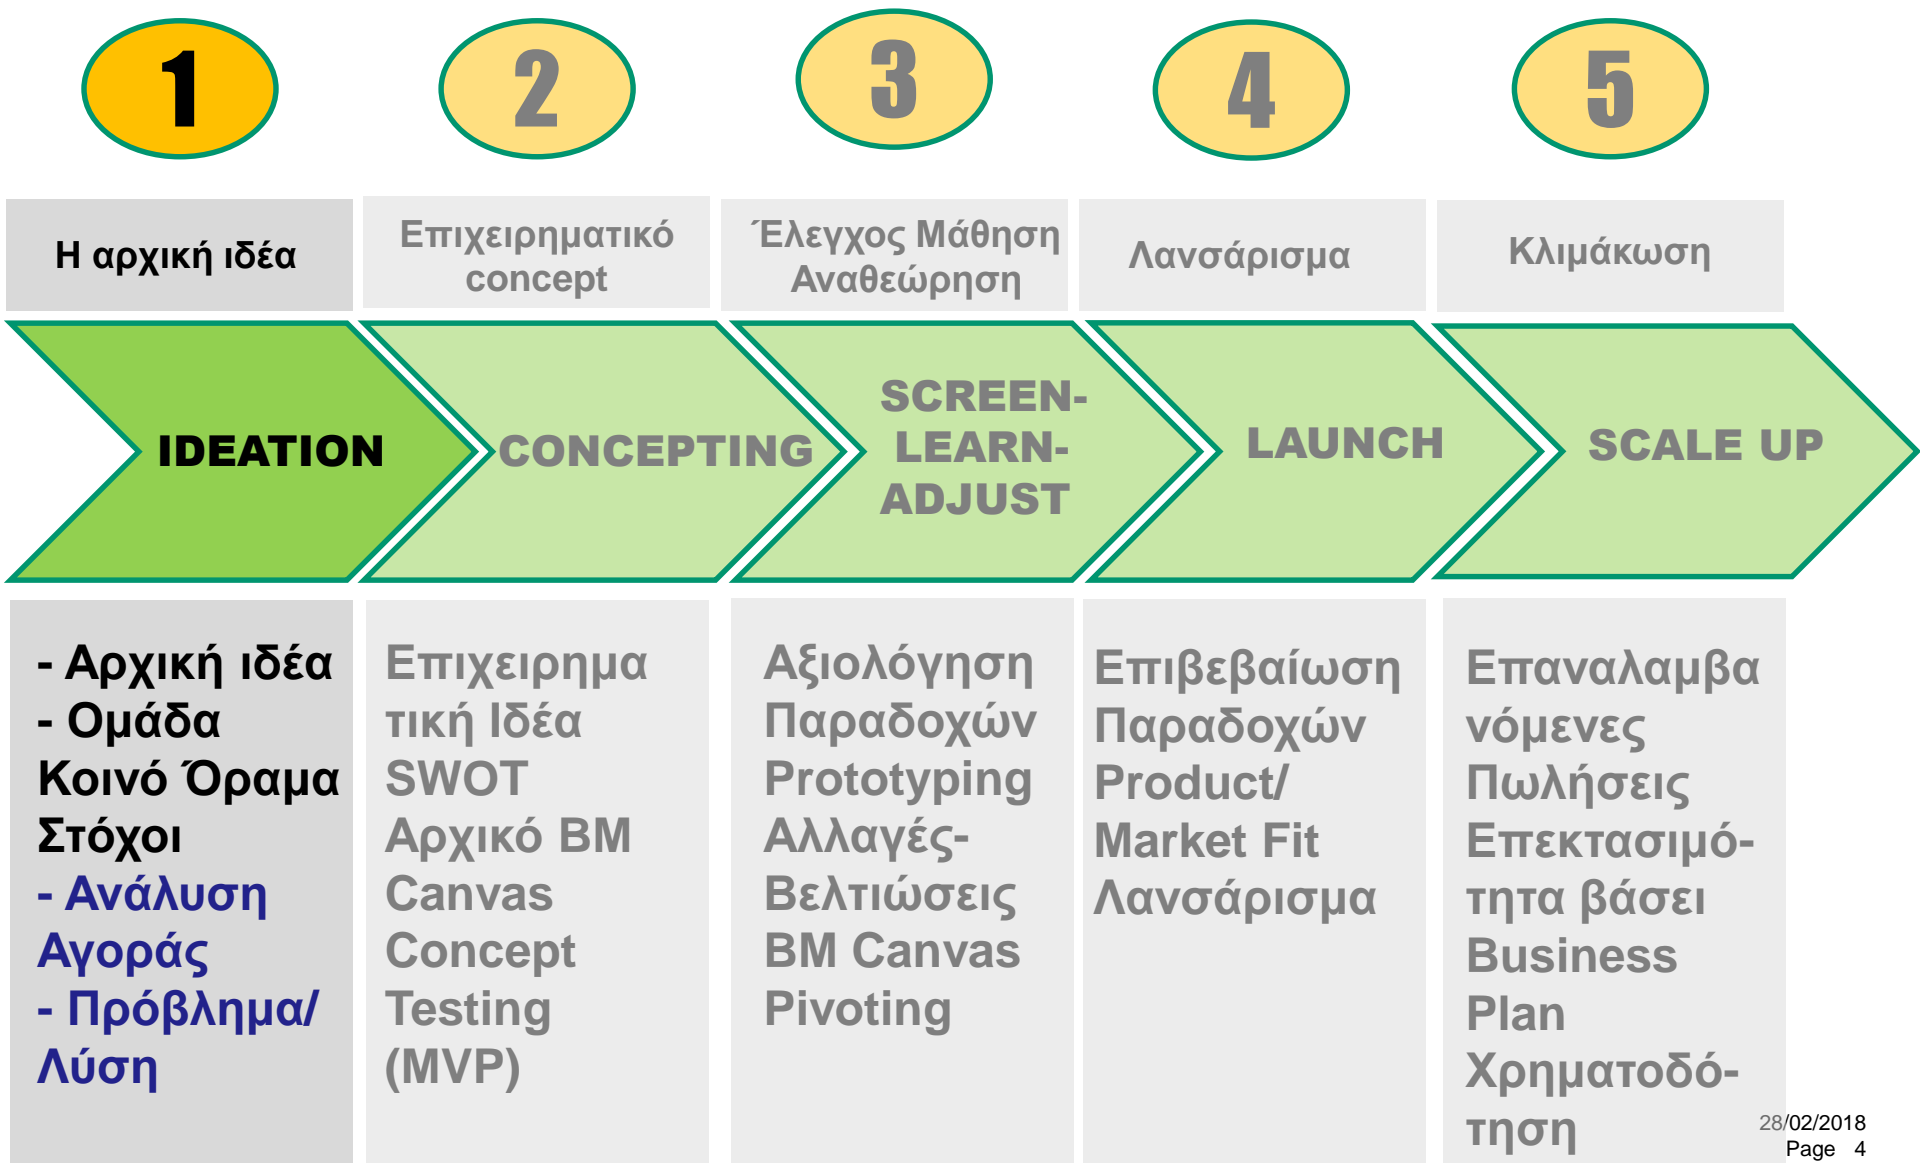 1
2
3
4
5
Η αρχική ιδέα
Επιχειρηματικό
concept
Έλεγχος Μάθηση
Αναθεώρηση
Λανσάρισμα
Κλιμάκωση
IDEATION
CONCEPTING
SCREEN-
LEARN-
ADJUST
LAUNCH
SCALE UP
- Αρχική ιδέα
- Ομάδα
Κοινό Όραμα
Στόχοι
- Ανάλυση
Αγοράς
- Πρόβλημα/
Λύση
Επιχειρημα
τική Ιδέα
SWOT
Αρχικό BM
Canvas
Concept
Testing
(MVP)
Αξιολόγηση
Παραδοχών
Prototyping
Αλλαγές-
Βελτιώσεις
BM Canvas
Pivoting
Επιβεβαίωση
Παραδοχών
Product/
Market Fit
Λανσάρισμα
Επαναλαμβα
νόμενες
Πωλήσεις
Επεκτασιμό-
τητα βάσει
Business
Plan
Χρηματοδό-
τηση
28/02/2018
Page 4